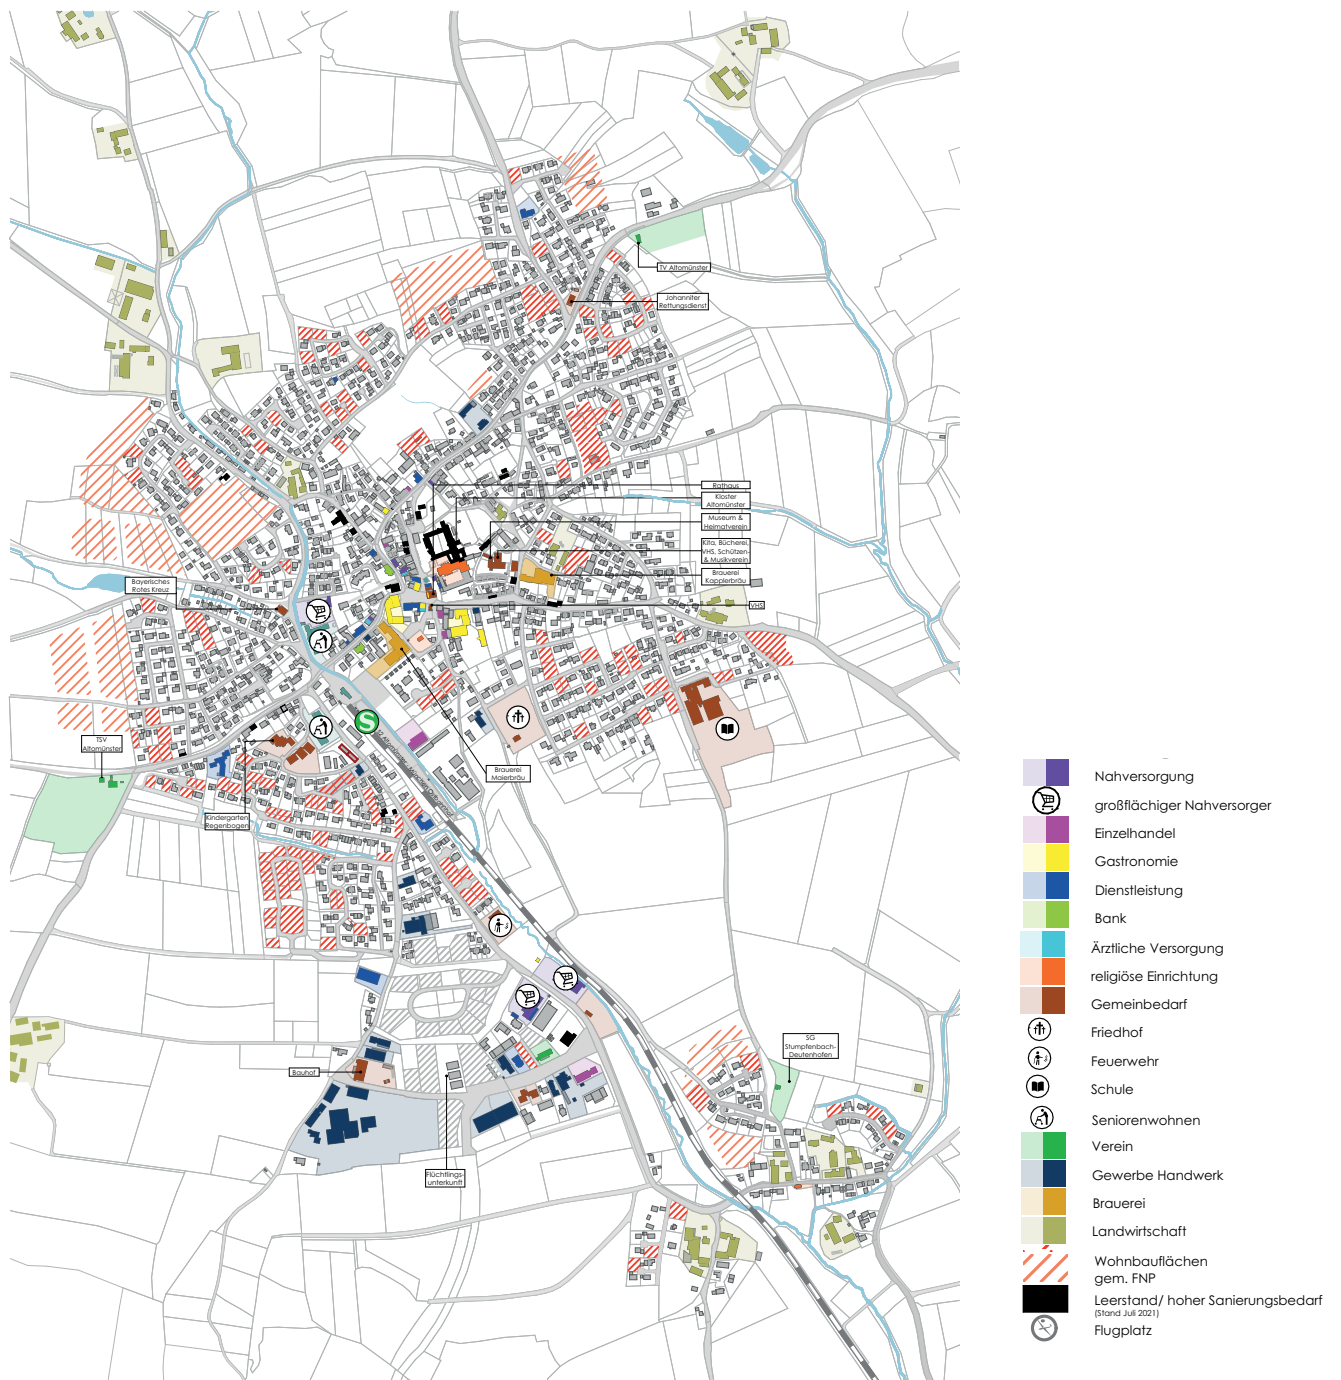 TV Altomünster
Johanniter
Rettungsdienst
Rathaus
Kloster
Altomünster
Museum &
Heimatverein
Kita, Bücherei,
VHS, Schützen-
& Musikverein
Brauerei
Kapplerbräu
VHS
Bayerisches
Rotes Kreuz
S
TSV
Altomünster
Brauerei
Maierbräu
Kindergarten
Regenbogen
SG
Stumpfenbach-
Deutenhofen
Bauhof
Flüchtlings-
unterkunft
Nahversorgung
großflächiger Nahversorger
Einzelhandel
Gastronomie
Dienstleistung
Bank
Ärztliche Versorgung
religiöse Einrichtung
Gemeinbedarf
Friedhof
Feuerwehr
Schule
Seniorenwohnen
Verein
Gewerbe Handwerk
Brauerei
Landwirtschaft
Wohnbauflächen
gem. FNP
Leerstand/ hoher Sanierungsbedarf
(Stand Juli 2021)
Flugplatz